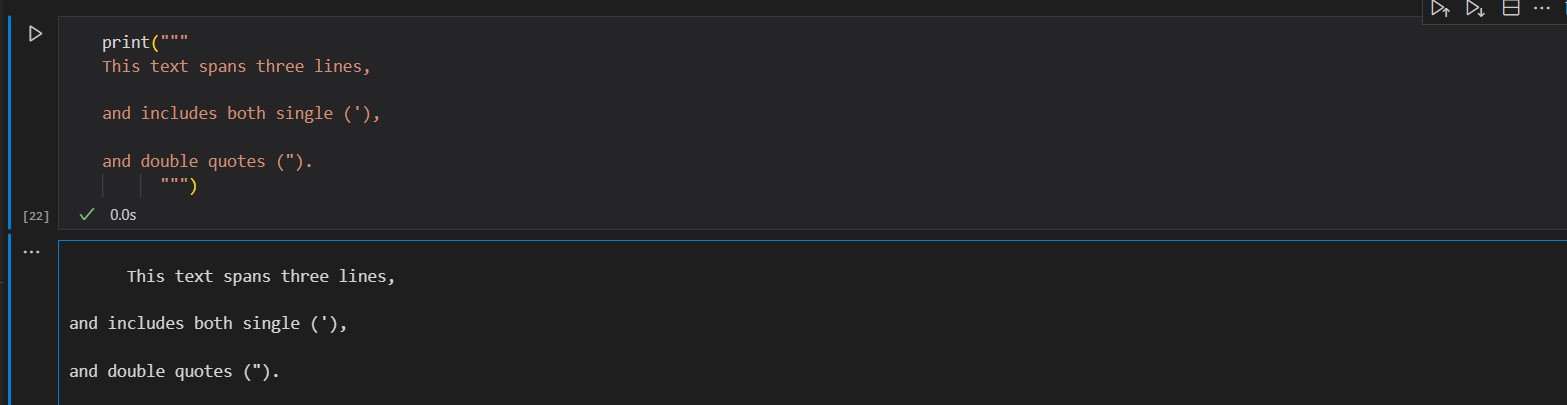 print("""
This text spans three lines,
and includes both single ('),
and double quotes (").
""")
[22]
0.0s
This text spans three lines,
and includes both single ('),
and double quotes (").